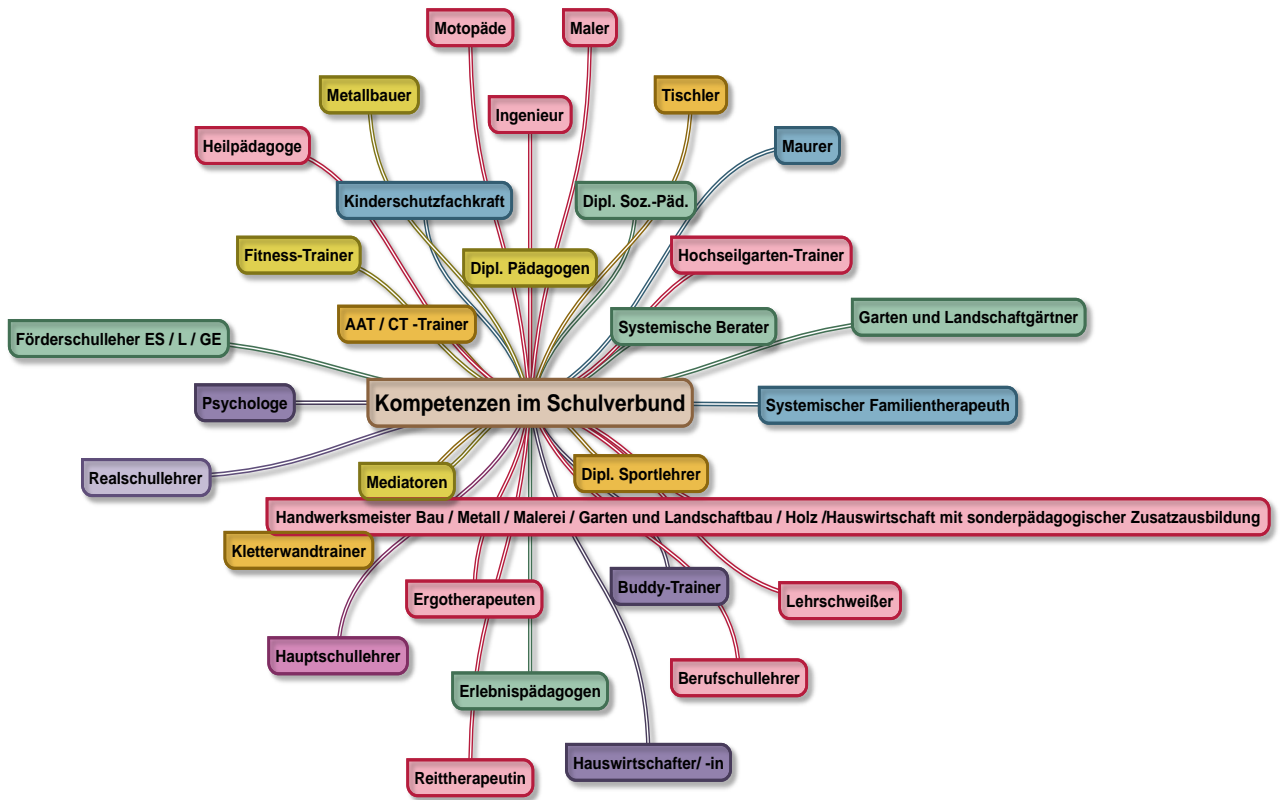 Motopäde
Maler
Metallbauer
Tischler
Ingenieur
Heilpädagoge
Maurer
Kinderschutzfachkraft
Dipl. Soz.-Päd.
Fitness-Trainer
Dipl. Pädagogen
Hochseilgarten-Trainer
AAT / CT -Trainer
Systemische Berater
Garten und Landschaftgärtner
Förderschulleher ES / L / GE
Psychologe
Kompetenzen im Schulverbund
Systemischer Familientherapeuth
Realschullehrer
Mediatoren
Dipl. Sportlehrer
Handwerksmeister Bau / Metall / Malerei / Garten und Landschaftbau / Holz /Hauswirtschaft mit sonderpädagogischer Zusatzausbildung
Kletterwandtrainer
Buddy-Trainer
Ergotherapeuten
Lehrschweißer
Hauptschullehrer
Berufschullehrer
Erlebnispädagogen
Hauswirtschafter/ -in
Reittherapeutin